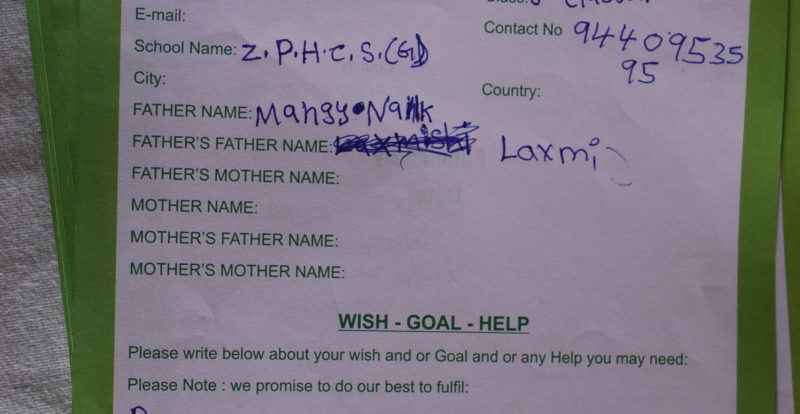 E-mail: Class:
School Name: Z.P.H.C.S.(G) Contact No 9440953595
City: Country:
FATHER NAME: Mangy Naik
FATHER'S FATHER NAME: Laxmi
FATHER'S MOTHER NAME:
MOTHER NAME:
MOTHER'S FATHER NAME:
MOTHER'S MOTHER NAME:
WISH - GOAL - HELP
Please write below about your wish and or Goal and or any Help you may need:
Please Note : we promise to do our best to fulfil: